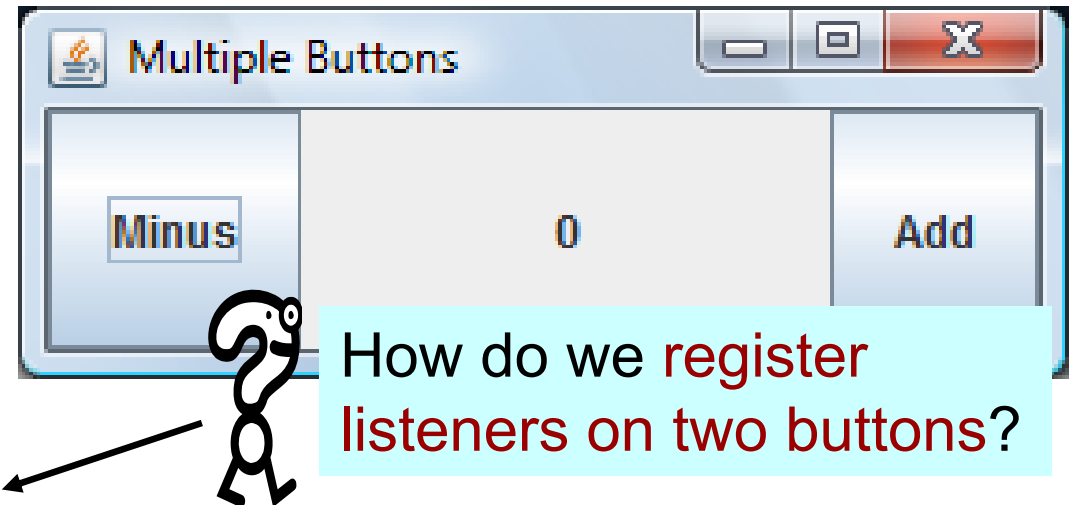 Multiple Buttons
Minus 0 Add
How do we register
listeners on two buttons?